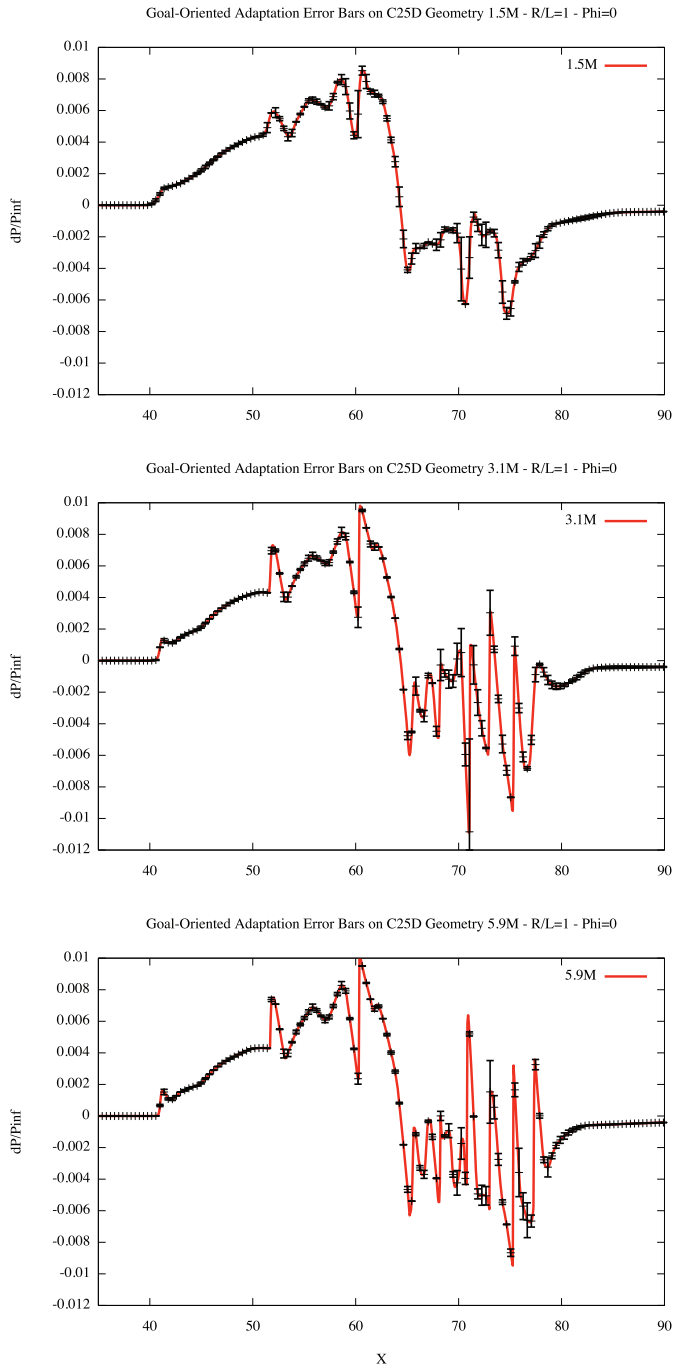 Goal-Oriented Adaptation Error Bars on C25D Geometry 1.5M - R/L=1 - Phi=0
0.01
1.5M
0.008
0.006
0.004
0.002
0
dP/Pinf
-0.002
-0.004
-0.006
-0.008
-0.01
-0.012
40 50 60 70 80 90
Goal-Oriented Adaptation Error Bars on C25D Geometry 3.1M - R/L=1 - Phi=0
0.01
3.1M
0.008
0.006
0.004
0.002
0
dP/Pinf
-0.002
-0.004
-0.006
-0.008
-0.01
-0.012
40 50 60 70 80 90
Goal-Oriented Adaptation Error Bars on C25D Geometry 5.9M - R/L=1 - Phi=0
0.01
5.9M
0.008
0.006
0.004
0.002
0
dP/Pinf
-0.002
-0.004
-0.006
-0.008
-0.01
-0.012
40 50 60 70 80 90
X